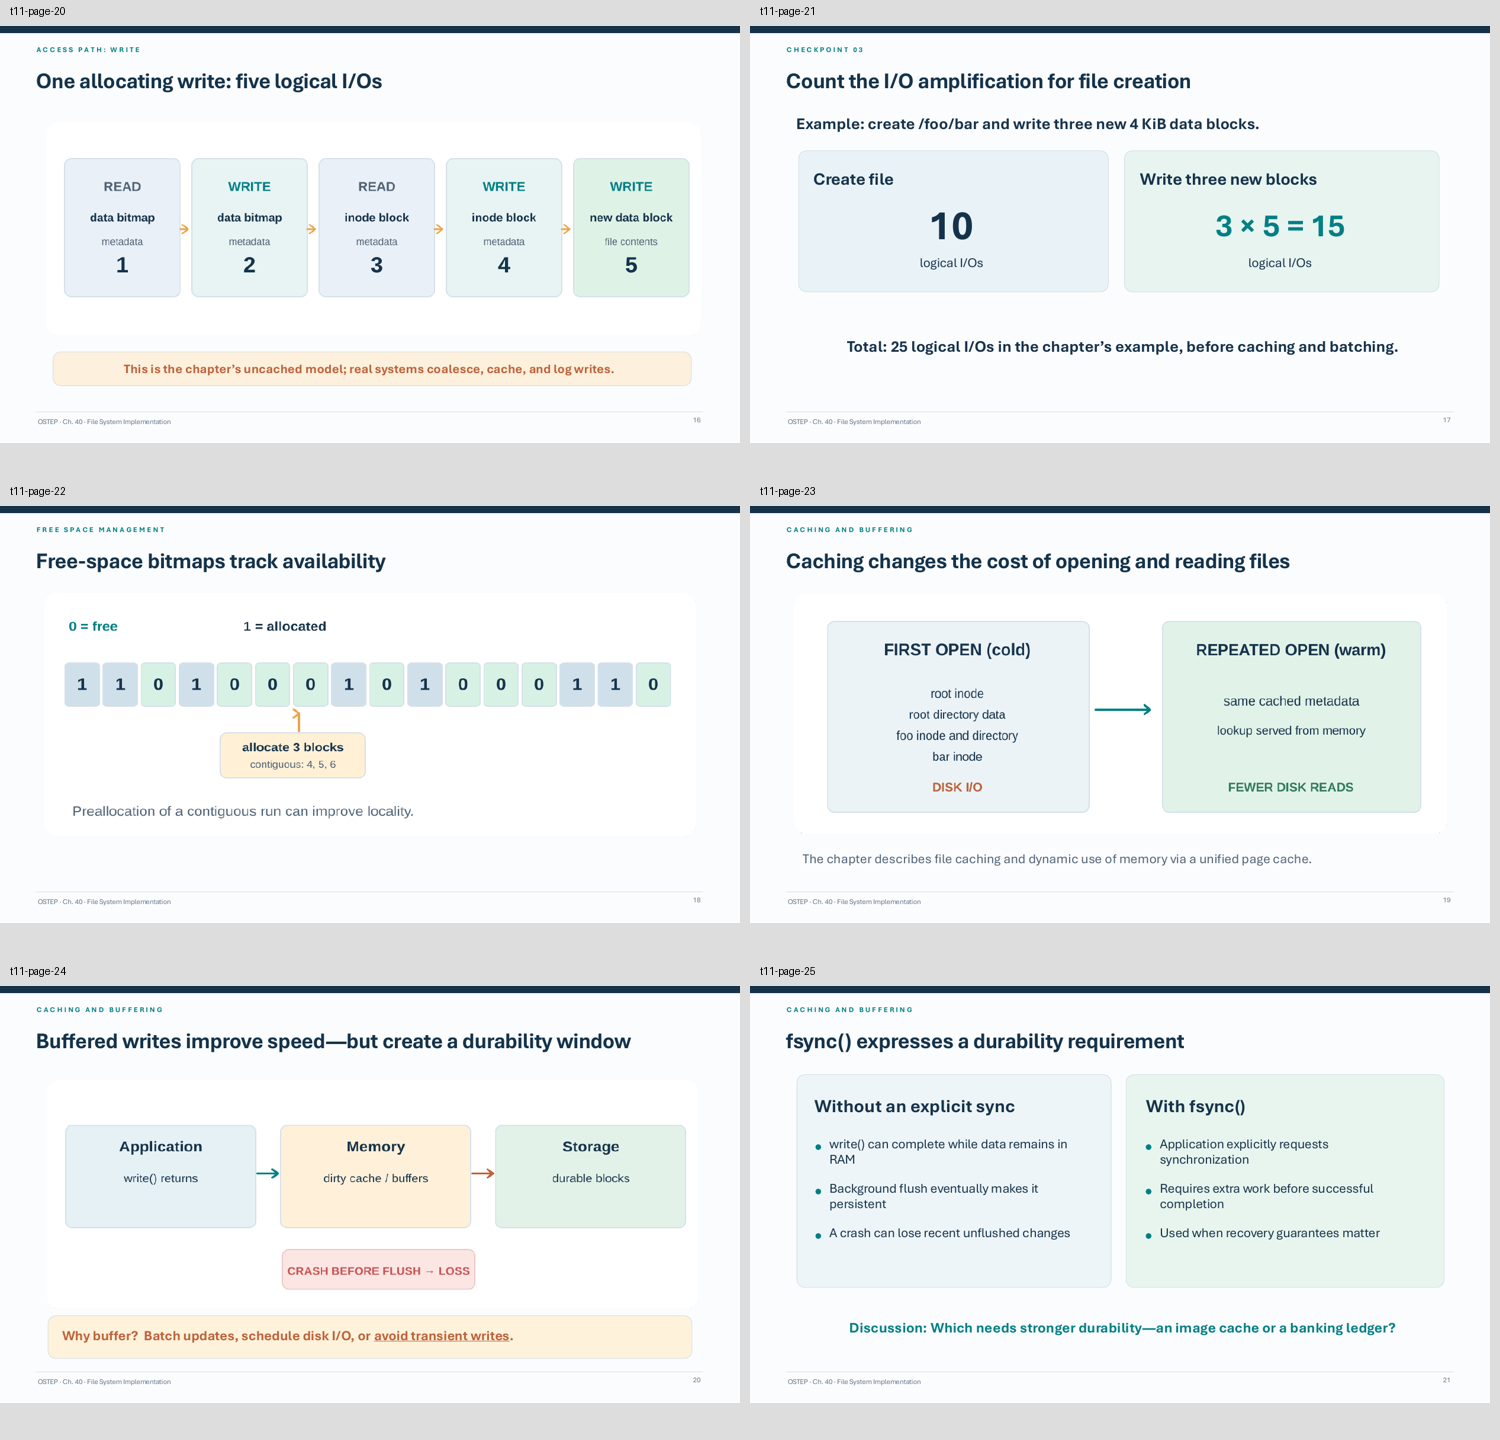 t11-page-20
ACCESS PATH: WRITE
One allocating write: five logical I/Os
READ
data bitmap
metadata
1
WRITE
data bitmap
metadata
2
READ
inode block
metadata
3
WRITE
inode block
metadata
4
WRITE
new data block
file contents
5
This is the chapter's uncached model; real systems coalesce, cache, and log writes.
OSTEP · Ch. 40 · File System Implementation
16
t11-page-21
CHECKPOINT 03
Count the I/O amplification for file creation
Example: create /foo/bar and write three new 4 KiB data blocks.
Create file
10
logical I/Os
Write three new blocks
3 × 5 = 15
logical I/Os
Total: 25 logical I/Os in the chapter's example, before caching and batching.
OSTEP · Ch. 40 · File System Implementation
17
t11-page-22
FREE SPACE MANAGEMENT
Free-space bitmaps track availability
0 = free
1 = allocated
1 1 0 1 0 0 0 1 0 1 0 0 0 1 1 0
allocate 3 blocks
contiguous: 4, 5, 6
Preallocation of a contiguous run can improve locality.
OSTEP · Ch. 40 · File System Implementation
18
t11-page-23
CACHING AND BUFFERING
Caching changes the cost of opening and reading files
FIRST OPEN (cold)
root inode
root directory data
foo inode and directory
bar inode
DISK I/O
REPEATED OPEN (warm)
same cached metadata
lookup served from memory
FEWER DISK READS
The chapter describes file caching and dynamic use of memory via a unified page cache.
OSTEP · Ch. 40 · File System Implementation
19
t11-page-24
CACHING AND BUFFERING
Buffered writes improve speed—but create a durability window
Application
write() returns
Memory
dirty cache / buffers
Storage
durable blocks
CRASH BEFORE FLUSH → LOSS
Why buffer? Batch updates, schedule disk I/O, or avoid transient writes.
OSTEP · Ch. 40 · File System Implementation
20
t11-page-25
CACHING AND BUFFERING
fsync() expresses a durability requirement
Without an explicit sync
• write() can complete while data remains in
RAM
• Background flush eventually makes it
persistent
• A crash can lose recent unflushed changes
With fsync()
• Application explicitly requests
synchronization
• Requires extra work before successful
completion
• Used when recovery guarantees matter
Discussion: Which needs stronger durability—an image cache or a banking ledger?
OSTEP · Ch. 40 · File System Implementation
21